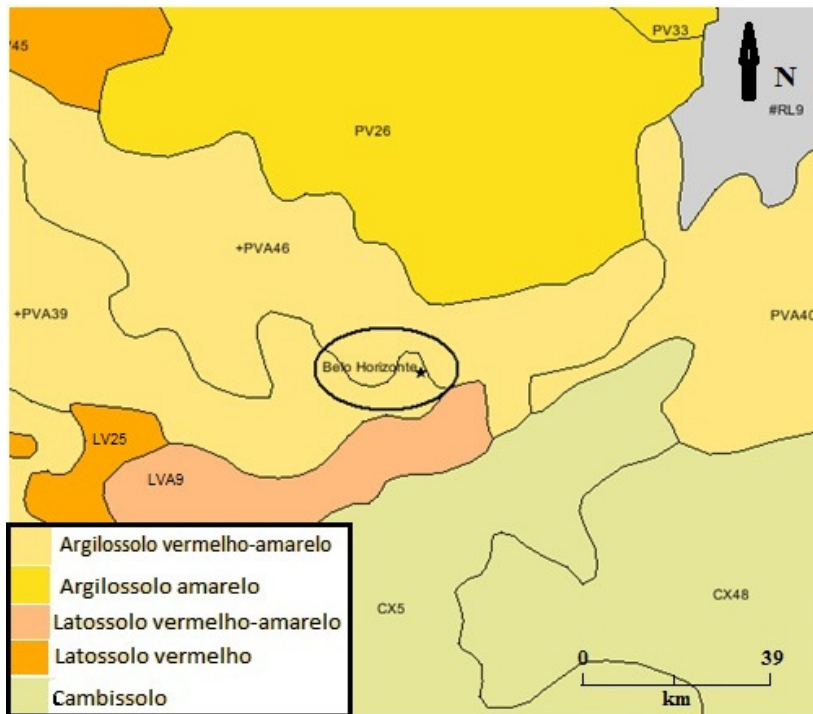 PV33
/45
N
#RL9
PV26
+PVA46
+PVA39
PVA40
Belo Horizonte
LV25
LVA9
Argilossolo vermelho-amarelo
Argilossolo amarelo
Latossolo vermelho-amarelo
Latossolo vermelho
Cambissolo
CX5
CX48
0 39
km